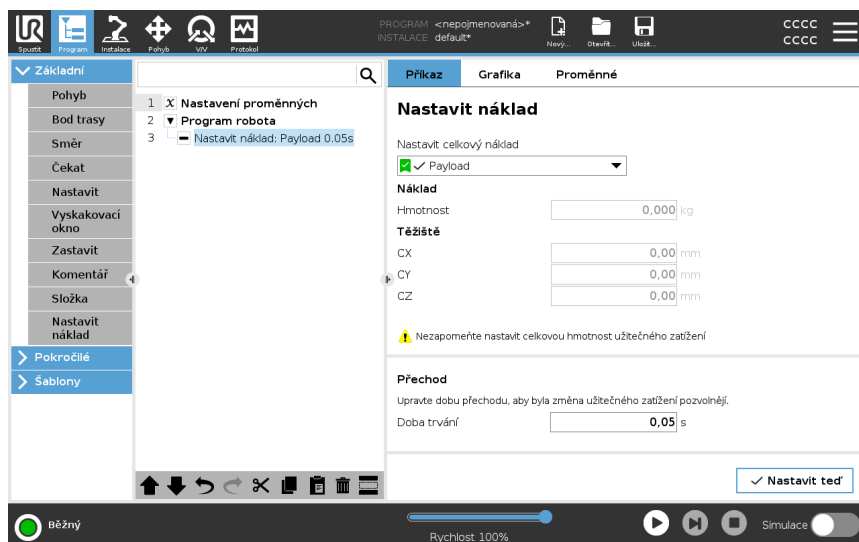 PROGRAM <nepojmenovaná>*
INSTALACE default*
UR
Spustit
Program
Instalace
Pohyb
V/V
Protokol
Nový...
Otevřít...
Uložit...
CCCC
CCCC
Základní
Pohyb
Bod trasy
Směr
Čekat
Nastavit
Vyskakovací
okno
Zastavit
Komentář
Složka
Nastavit
náklad
Pokročilé
Šablony
1 X Nastavení proměnných
2 Program robota
3 Nastavit náklad: Payload 0.05s
Příkaz Grafika Proměnné
Nastavit náklad
Nastavit celkový náklad
Payload
Náklad
Hmotnost 0,000 kg
Těžiště
CX 0,00 mm
CY 0,00 mm
CZ 0,00 mm
Nezapomeňte nastavit celkovou hmotnost užitečného zatížení
Přechod
Upravte dobu přechodu, aby byla změna užitečného zatížení pozvolnější.
Doba trvání 0,05 s
Nastavit teď
Běžný
Rychlost 100%
Simulace